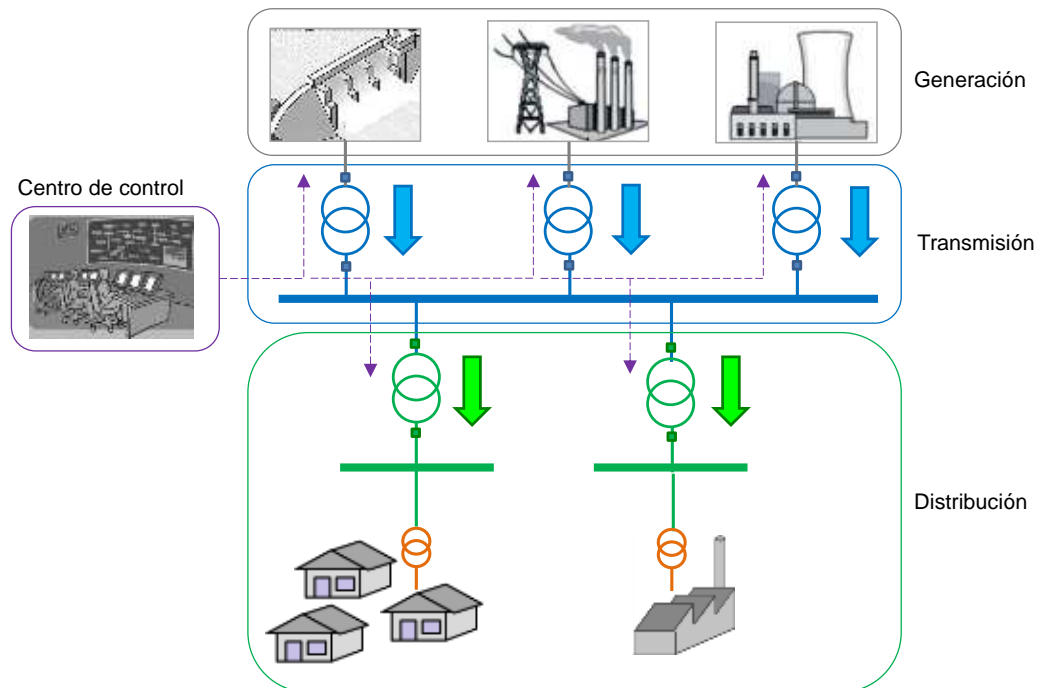 Generación
Centro de control
Transmisión
Distribución